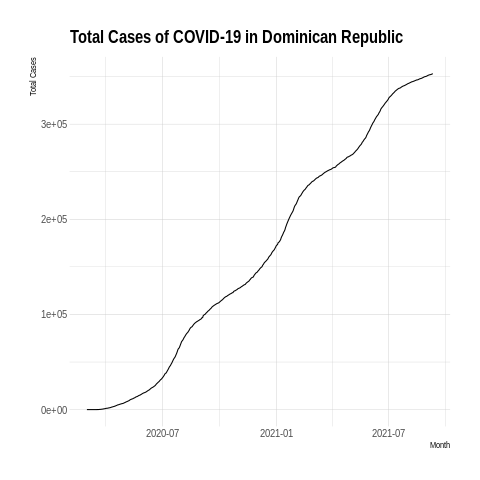 Total Cases of COVID-19 in Dominican Republic
Total Cases
3e+05
2e+05
1e+05
0e+00
2020-07
2021-01
2021-07
Month